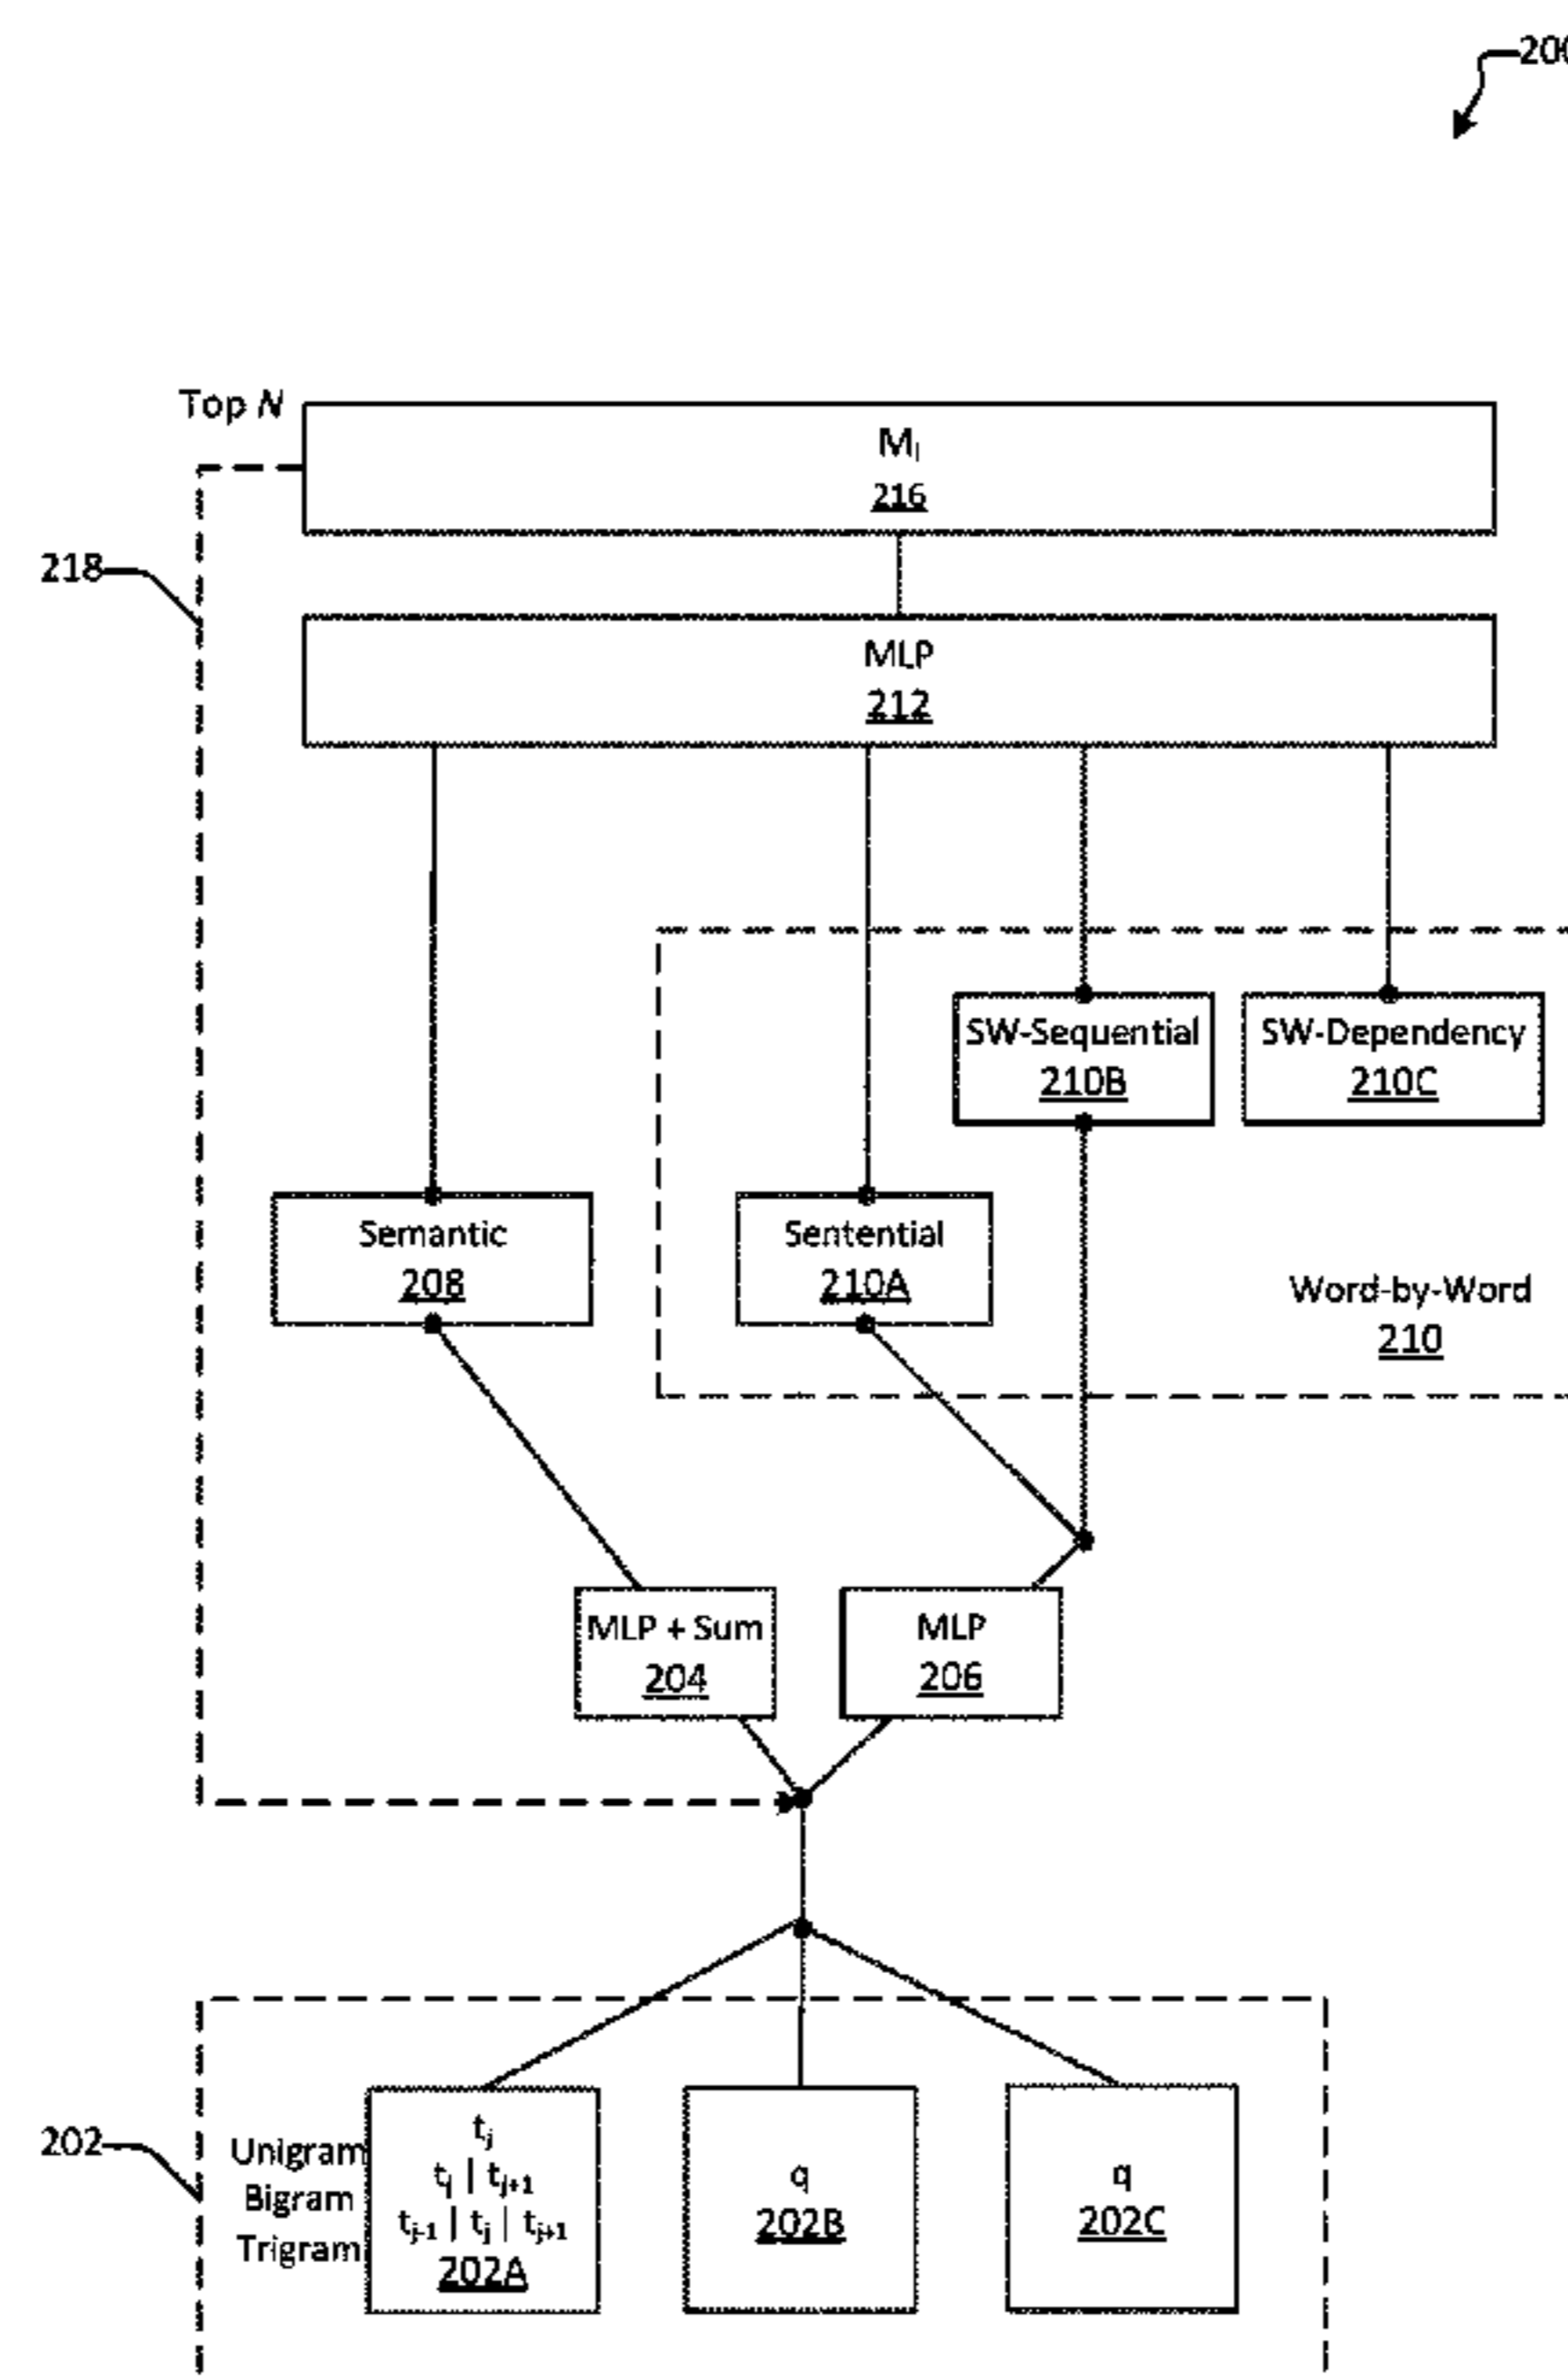 200
Top N
M_l
216
218
MLP
212
SW-Sequential
210B
SW-Dependency
210C
Semantic
208
Sentential
210A
Word-by-Word
210
MLP + Sum
204
MLP
206
202
Unigram
Bigram
Trigram
t_j
t_j | t_j+1
t_j-1 | t_j | t_j+1
202A
q
202B
q
202C